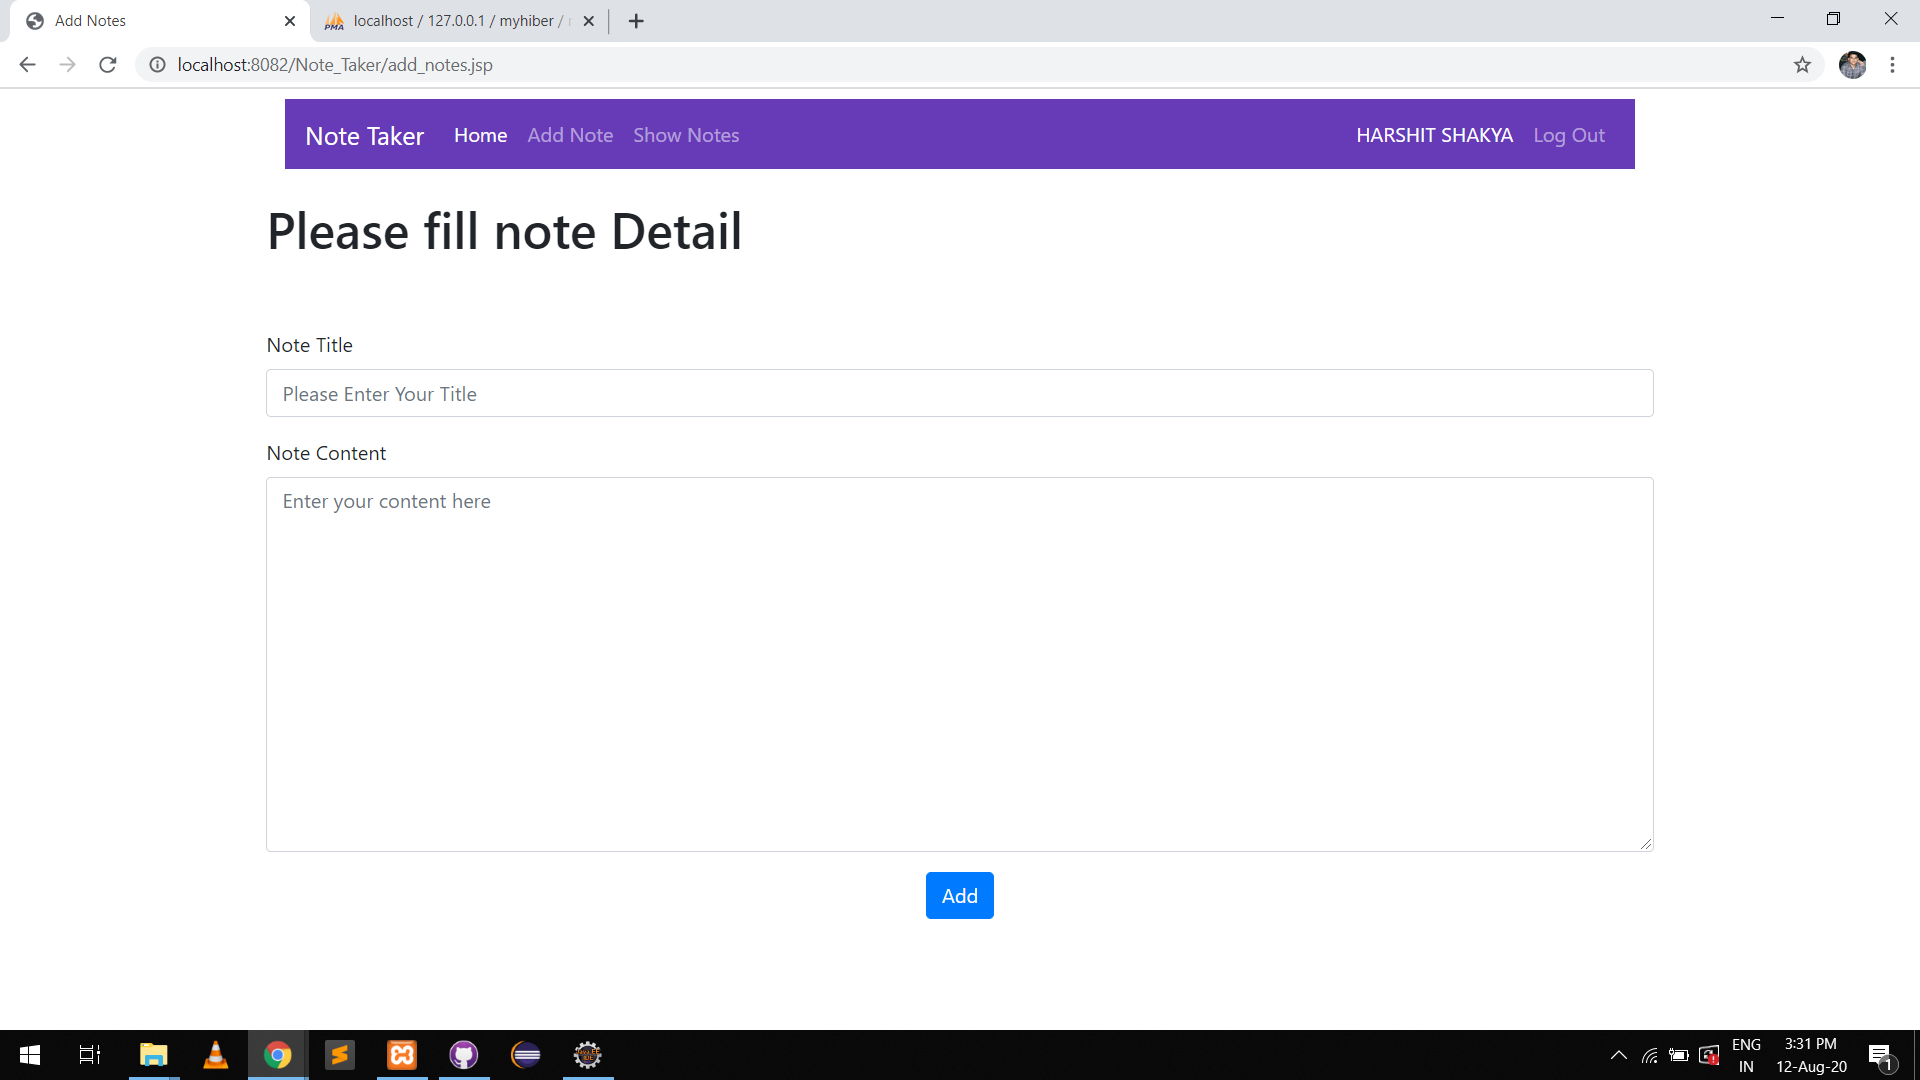 Add Notes
localhost / 127.0.0.1 / myhiber /
localhost:8082/Note_Taker/add_notes.jsp
Note Taker Home Add Note Show Notes HARSHIT SHAKYA Log Out
Please fill note Detail
Note Title
Please Enter Your Title
Note Content
Enter your content here
Add
ENG 3:31 PM
IN 12-Aug-20 1